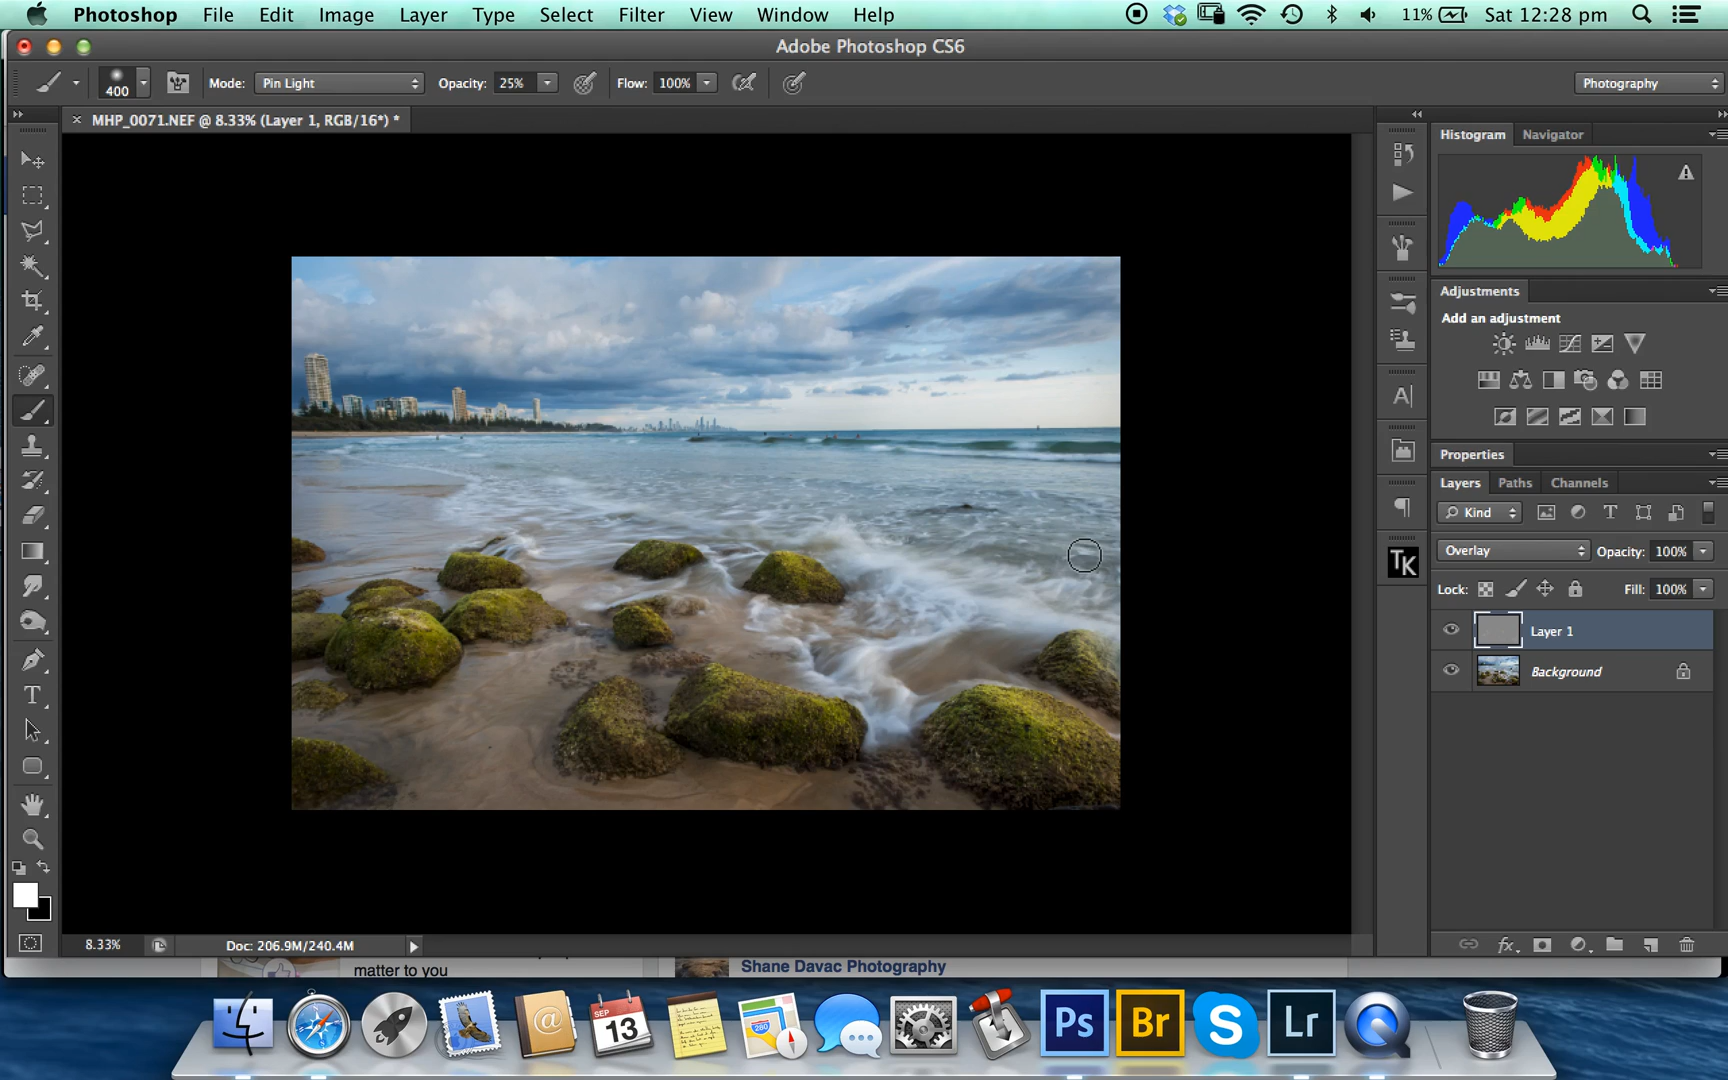 Photoshop File Edit Image Layer Type Select Filter View Window Help 11% Sat 12:28 pm
Adobe Photoshop CS6
400 Mode: Pin Light Opacity: 25% Flow: 100% Photography
× MHP_0071.NEF @ 8.33% (Layer 1, RGB/16*) *
Histogram Navigator
Adjustments
Add an adjustment
Properties
Layers Paths Channels
Kind
Overlay Opacity: 100%
Lock: Fill: 100%
Layer 1
Background
A
TK
T
8.33% Doc: 206.9M/240.4M
matter to you
Shane Davac Photography
@
SEP
13
280
Ps
Br
S
Lr
Q